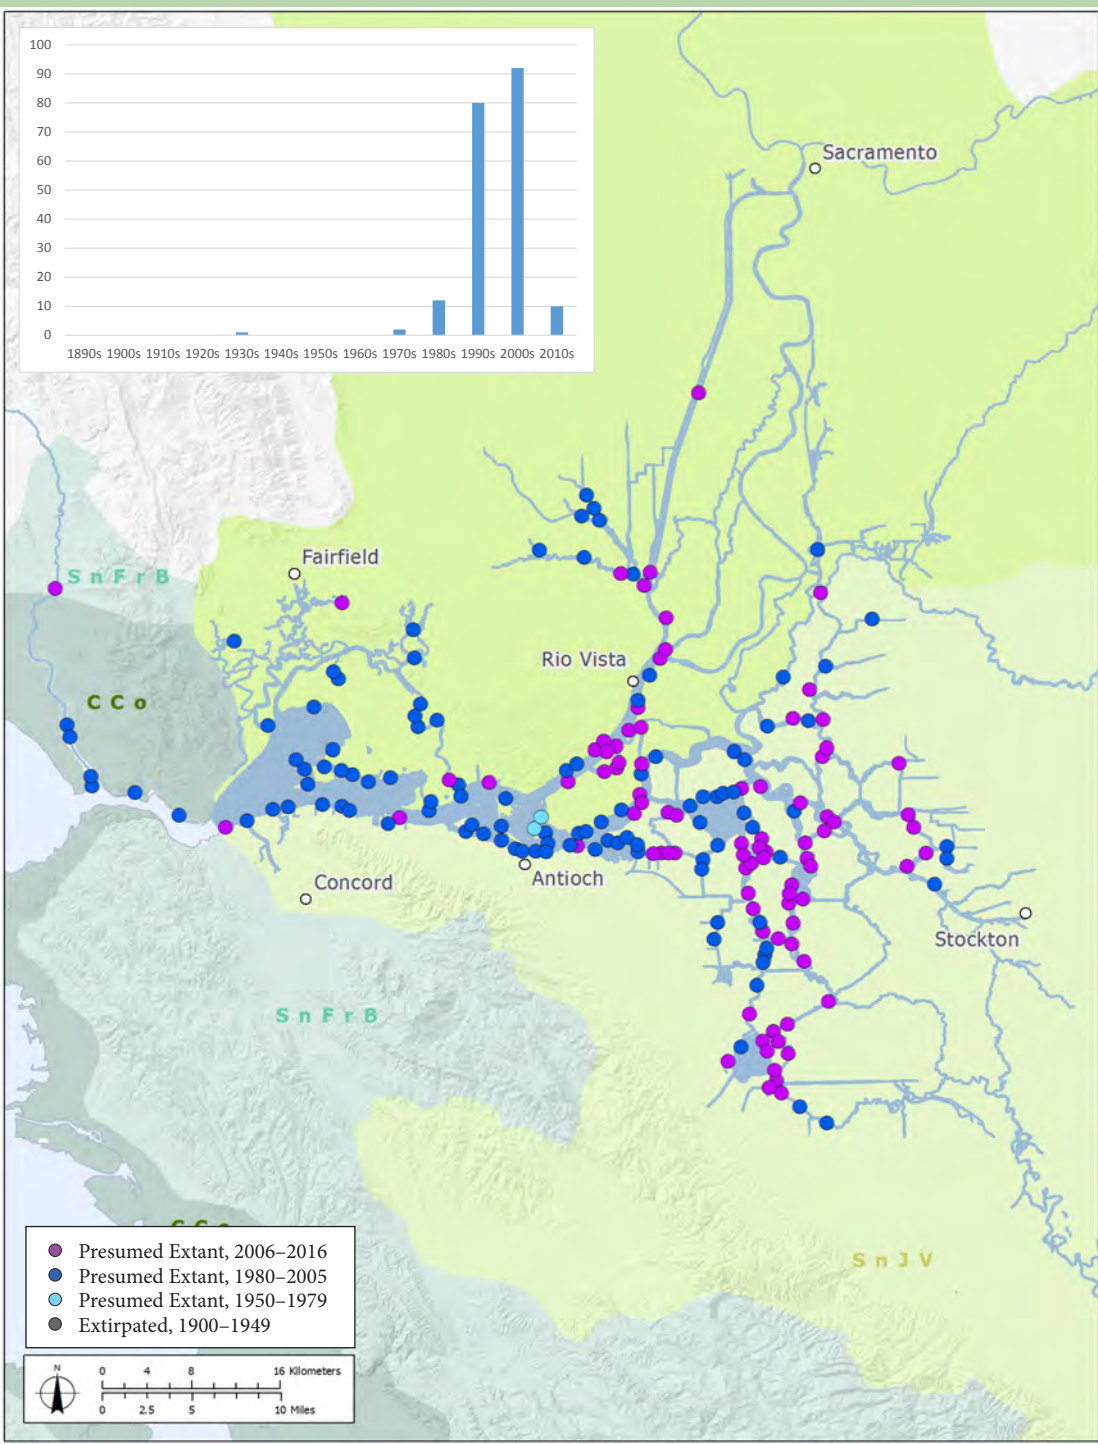 100
90
80
70
60
50
40
30
20
10
0
1890s 1900s 1910s 1920s 1930s 1940s 1950s 1960s 1970s 1980s 1990s 2000s 2010s
Sacramento
Fairfield
SnFrB
Rio Vista
CCo
Antioch
Concord
Stockton
SnFrB
CCo
SnJV
Presumed Extant, 2006–2016
Presumed Extant, 1980–2005
Presumed Extant, 1950–1979
Extirpated, 1900–1949
N
0 4 8 16 Kilometers
0 2.5 5 10 Miles